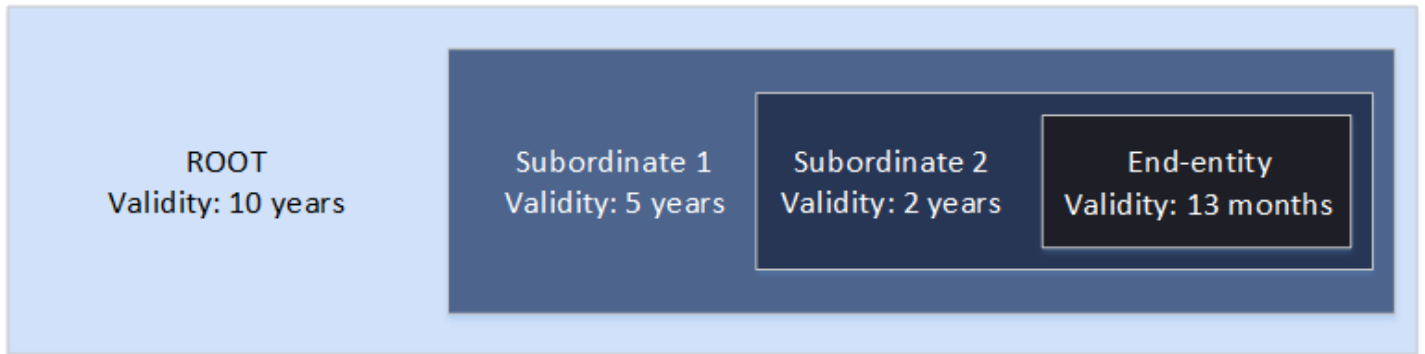 ROOT
Validity: 10 years
Subordinate 1
Validity: 5 years
Subordinate 2
Validity: 2 years
End-entity
Validity: 13 months